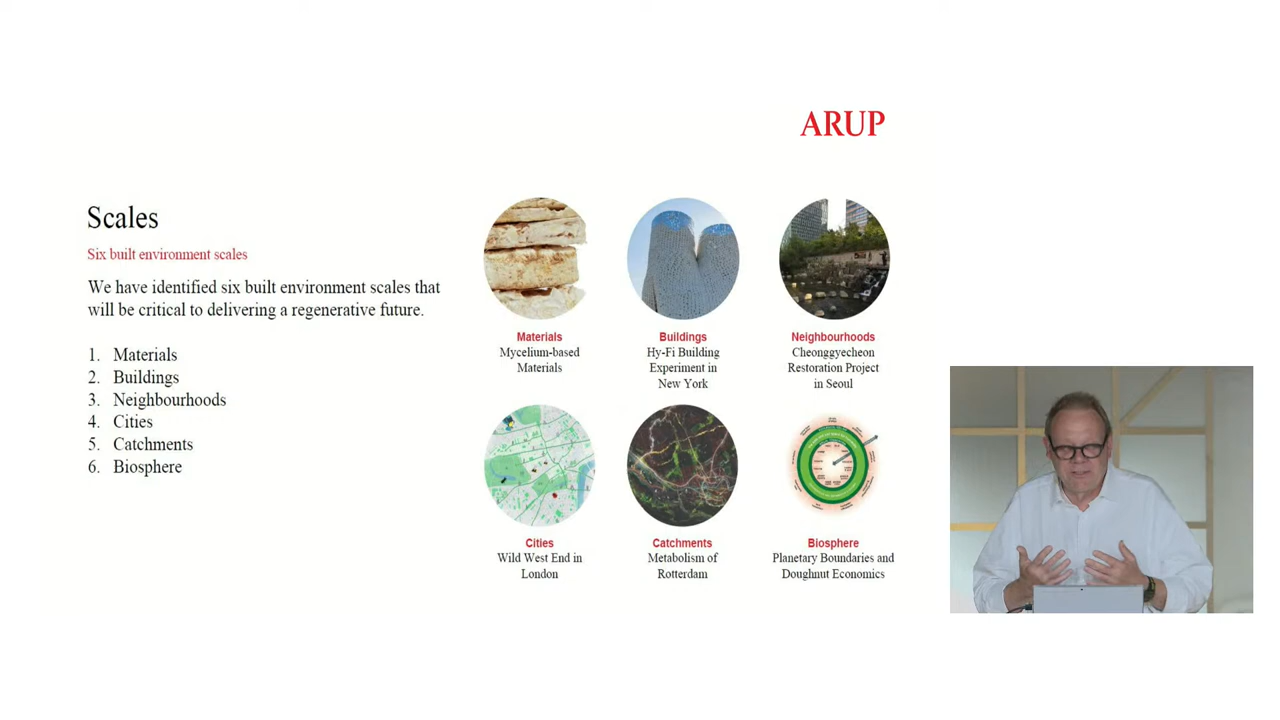 ARUP
Scales
Six built environment scales
We have identified six built environment scales that
will be critical to delivering a regenerative future.
1. Materials
2. Buildings
3. Neighbourhoods
4. Cities
5. Catchments
6. Biosphere
Materials
Mycelium-based
Materials
Buildings
Hy-Fi Building
Experiment in
New York
Neighbourhoods
Cheonggyecheon
Restoration Project
in Seoul
Cities
Wild West End in
London
Catchments
Metabolism of
Rotterdam
Biosphere
Planetary Boundaries and
Doughnut Economics